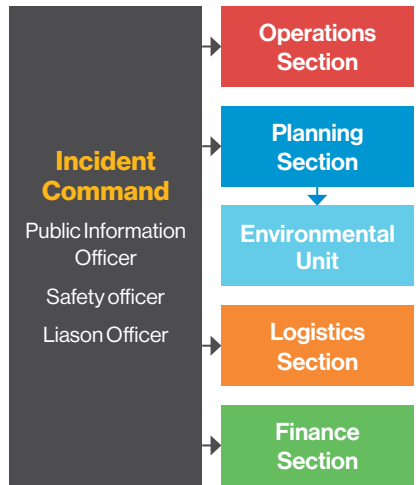 Incident
Command
Public Information
Officer
Safety officer
Liason Officer
Operations
Section
Planning
Section
Environmental
Unit
Logistics
Section
Finance
Section